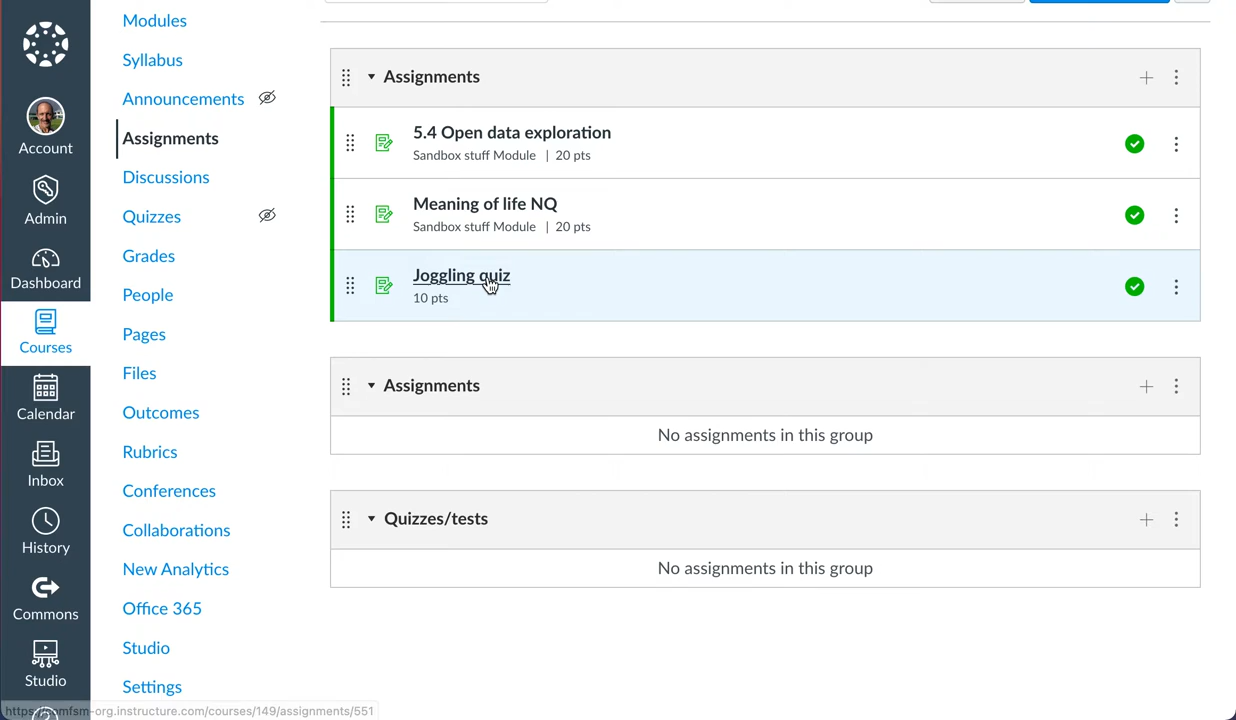 Account
Admin
Dashboard
Courses
Calendar
Inbox
History
Commons
Studio
Modules
Syllabus
Announcements
Assignments
Discussions
Quizzes
Grades
People
Pages
Files
Outcomes
Rubrics
Conferences
Collaborations
New Analytics
Office 365
Studio
Settings
Assignments
5.4 Open data exploration
Sandbox stuff Module | 20 pts
Meaning of life NQ
Sandbox stuff Module | 20 pts
Joggling quiz
10 pts
Assignments
No assignments in this group
Quizzes/tests
No assignments in this group
https://comfsm-org.instructure.com/courses/149/assignments/551